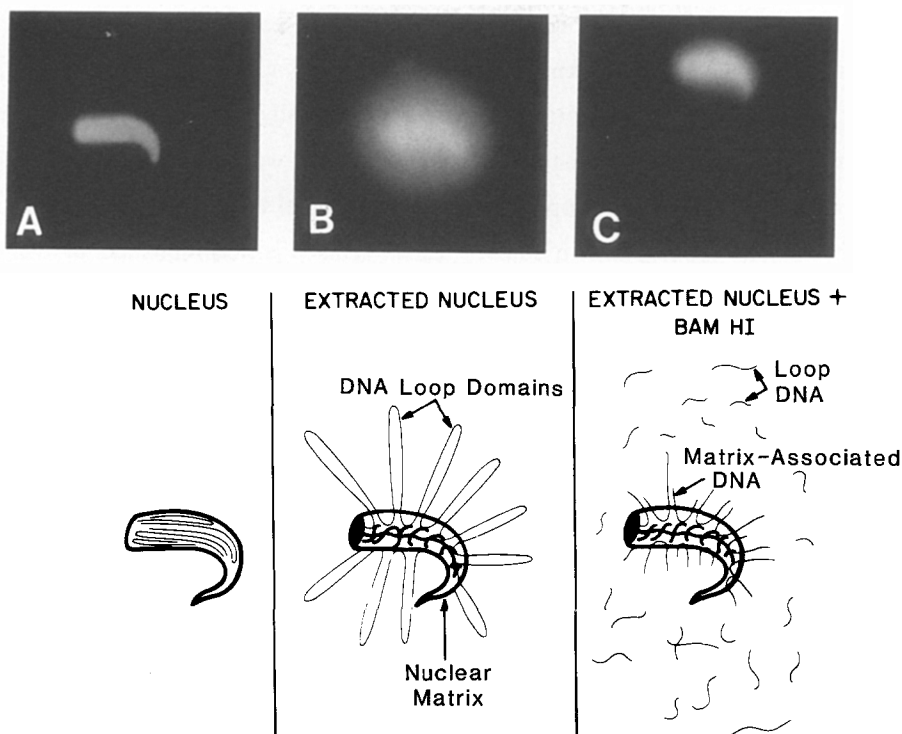 A
B
C
NUCLEUS
EXTRACTED NUCLEUS
EXTRACTED NUCLEUS +
BAM HI
DNA Loop Domains
Nuclear
Matrix
Loop
DNA
Matrix-Associated
DNA